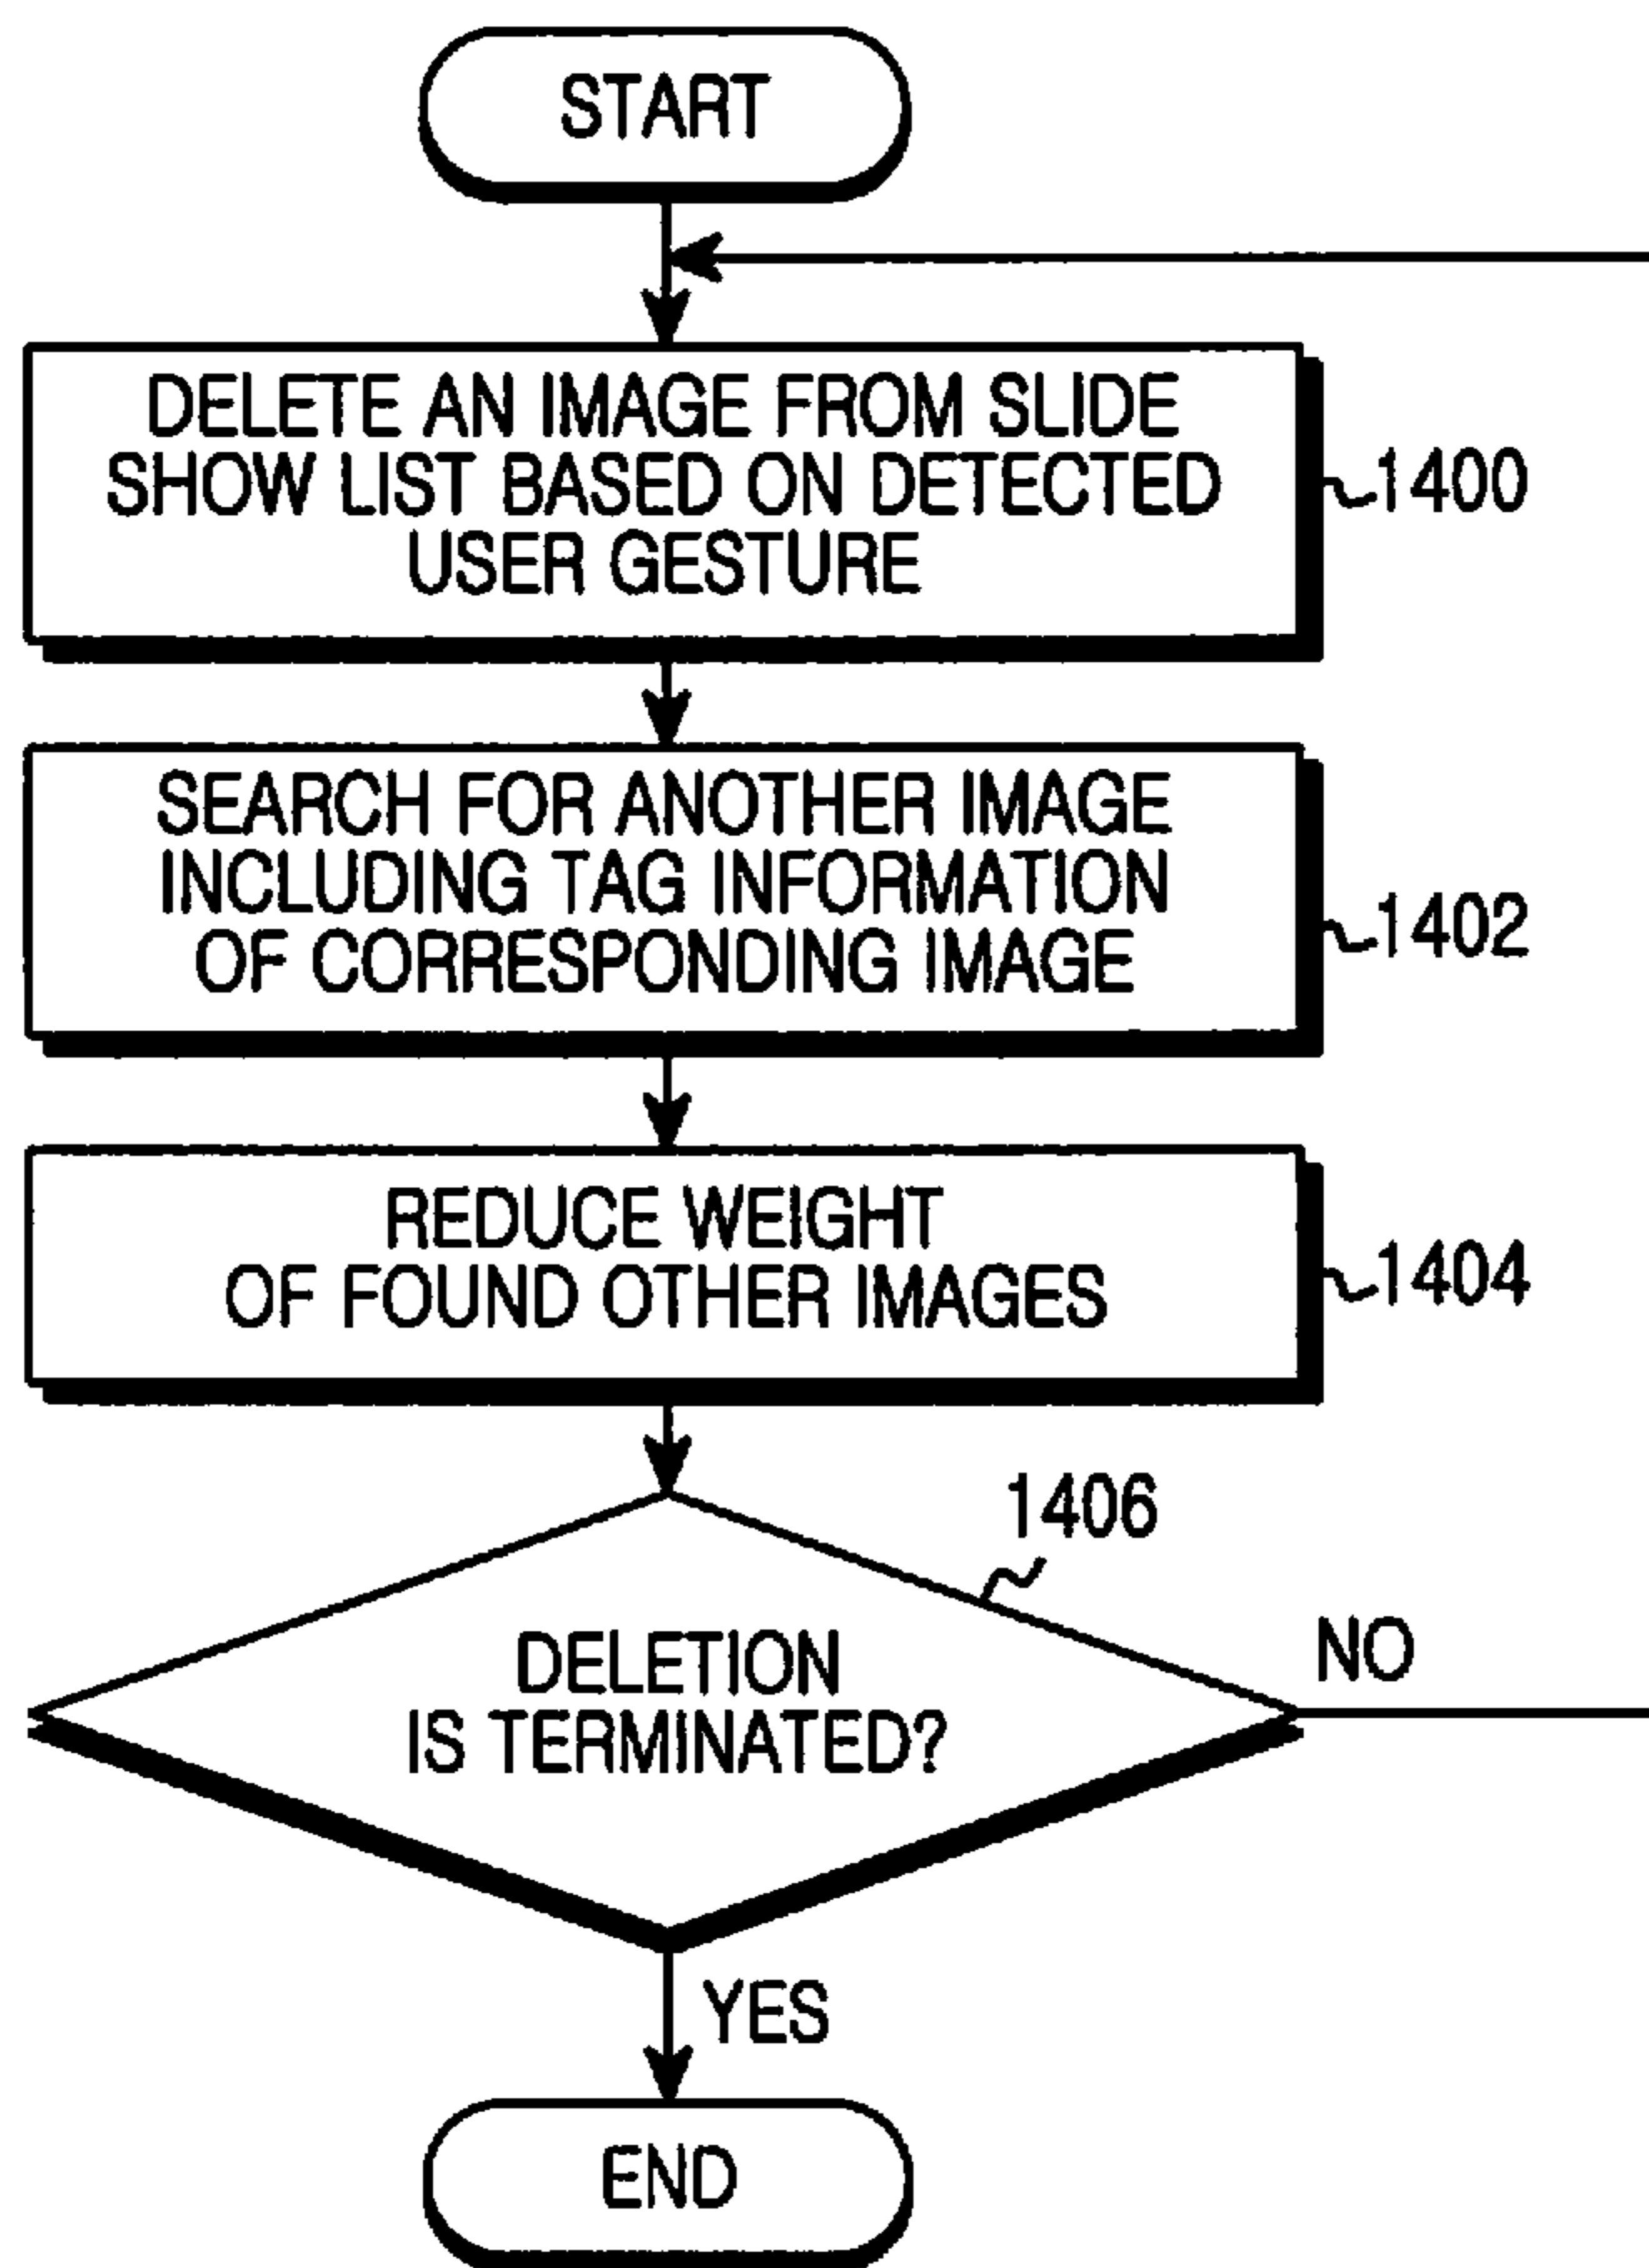 START
DELETE AN IMAGE FROM SLIDE
SHOW LIST BASED ON DETECTED
USER GESTURE
1400
SEARCH FOR ANOTHER IMAGE
INCLUDING TAG INFORMATION
OF CORRESPONDING IMAGE
1402
REDUCE WEIGHT
OF FOUND OTHER IMAGES
1404
1406
DELETION
IS TERMINATED?
NO
YES
END